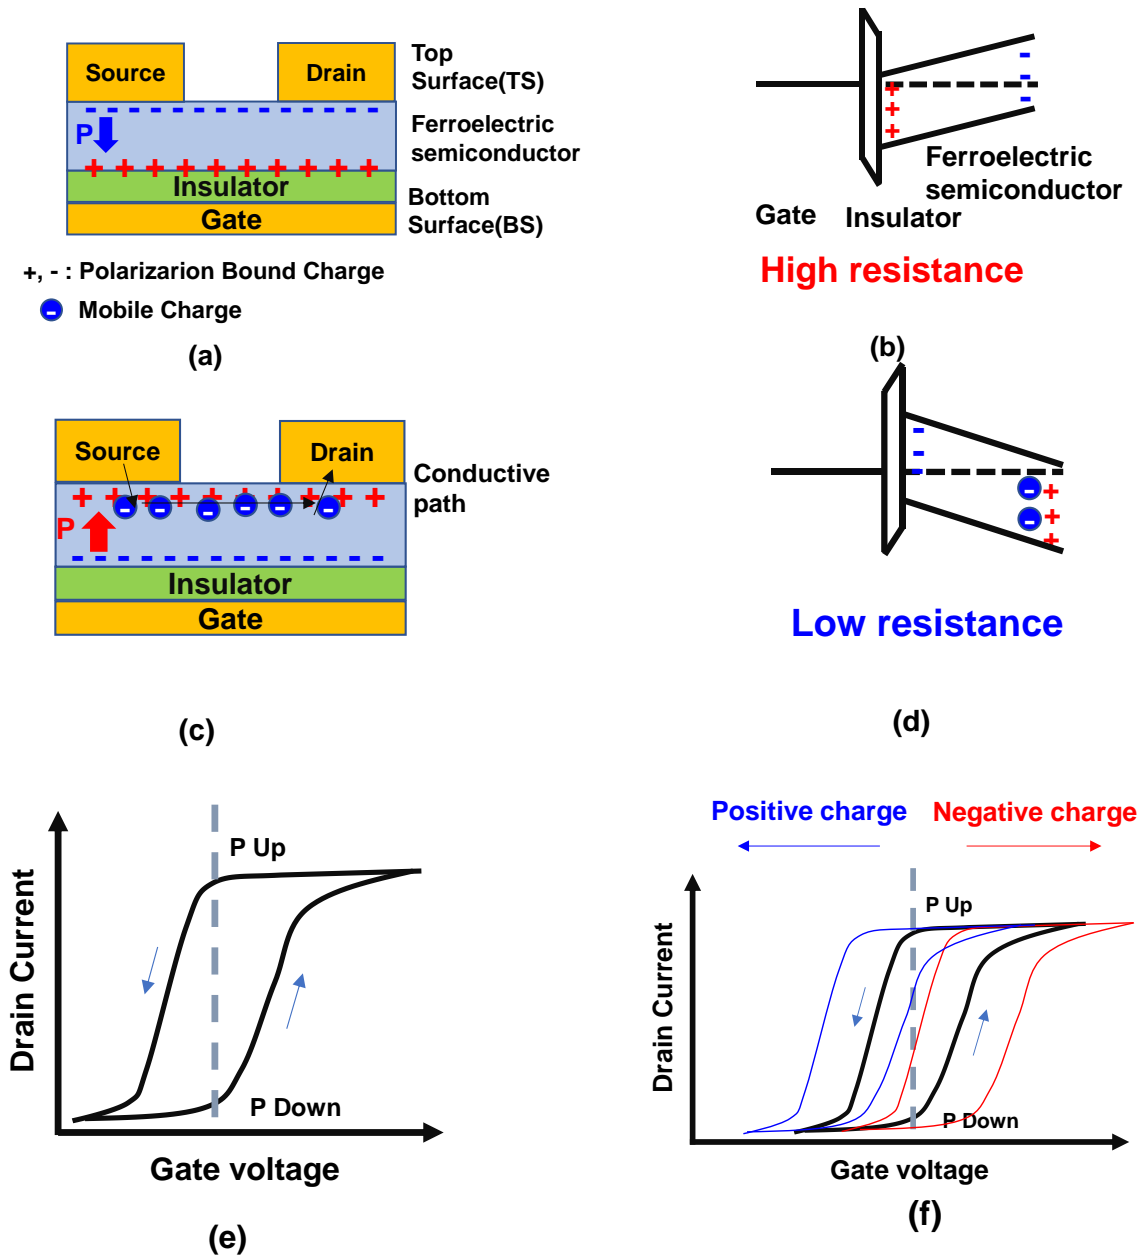 Source
Drain
Top
Surface(TS)
P
Ferroelectric
semiconductor
Insulator
Gate
Bottom
Surface(BS)
+, - : Polarizarion Bound Charge
- Mobile Charge
(a)
Ferroelectric
semiconductor
Gate
Insulator
High resistance
(b)
Source
Drain
Conductive
path
P
Insulator
Gate
(c)
Low resistance
(d)
P Up
P Down
Drain Current
Gate voltage
(e)
Positive charge
Negative charge
P Up
P Down
Drain Current
Gate voltage
(f)